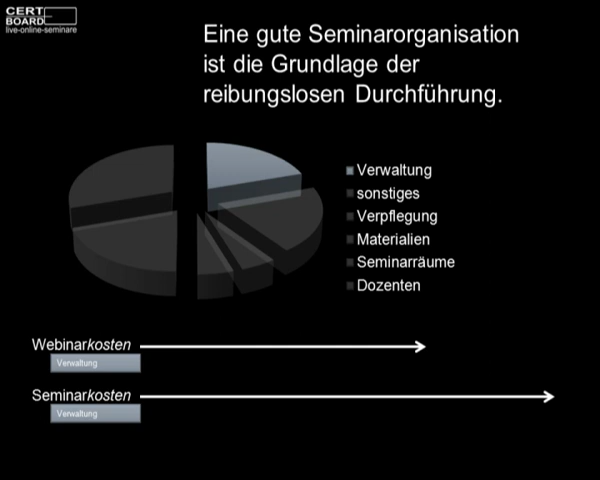 CERT
BOARD
live-online-seminare
Eine gute Seminarorganisation
ist die Grundlage der
reibungslosen Durchführung.
Verwaltung
sonstiges
Verpflegung
Materialien
Seminarräume
Dozenten
Webinarkosten
Verwaltung
Seminarkosten
Verwaltung